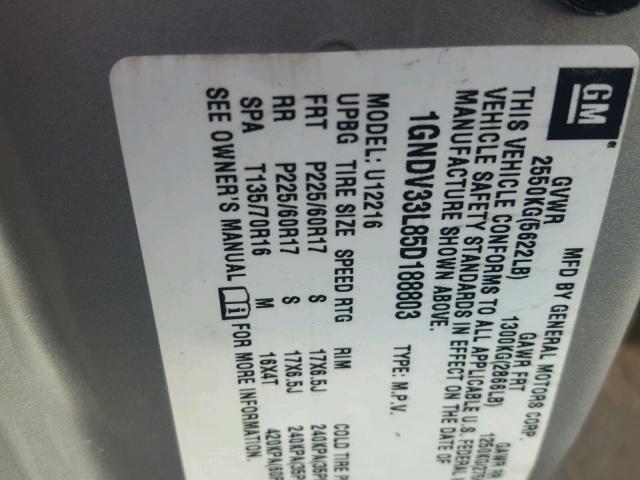 GM
MFD BY GENERAL MOTORS CORP.
GVWR GAWR FRT GAWR RR
2550KG(5622LB) 1300KG(2866LB)
THIS VEHICLE CONFORMS TO ALL APPLICABLE U.S. FEDERAL
VEHICLE SAFETY STANDARDS IN EFFECT ON THE DATE OF
MANUFACTURE SHOWN ABOVE.
1GNDV33L85D188803 TYPE: M.P.V.
MODEL: U12216
UPBG TIRE SIZE SPEED RTG RIM COLD TIRE
FRT P225/60R17 S 17X6.5J
RR P225/60R17 S 17X6.5J
SPA T135/70R16 M 16X4T
SEE OWNER'S MANUAL i FOR MORE INFORMATION.